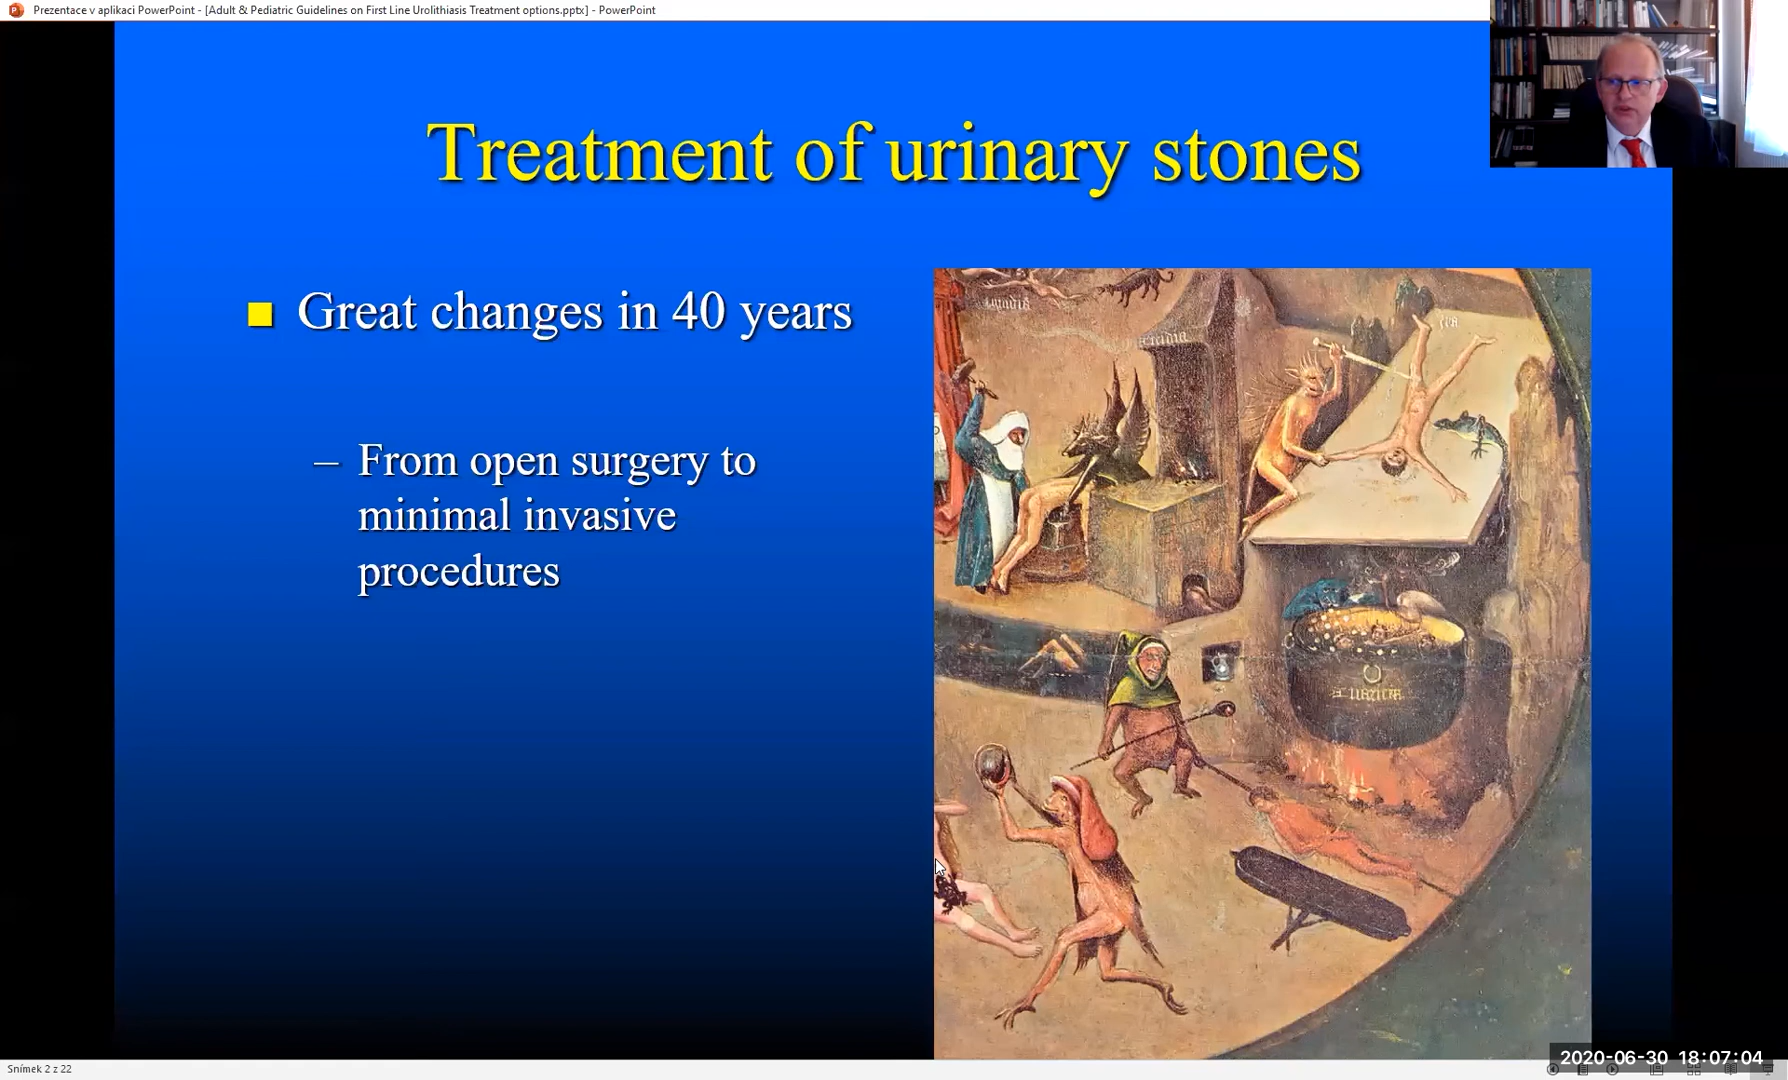 Prezentace v aplikaci PowerPoint - [Adult & Pediatric Guidelines on First Line Urolithiasis Treatment options.pptx] - PowerPoint
Treatment of urinary stones
Great changes in 40 years
– From open surgery to
minimal invasive
procedures
2020-06-30 18:07:04
Snímek 2 z 22